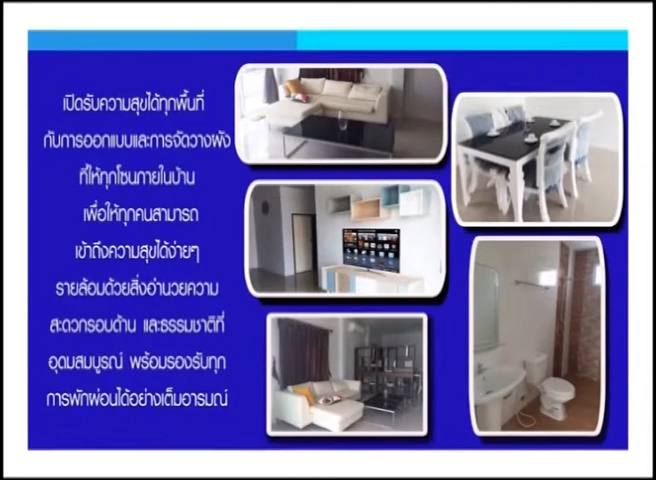 เปิดรับความสุขได้ทุกพื้นที่
กับการออกแบบและการจัดวางผัง
ที่ให้ทุกโซนภายในบ้าน
เพื่อให้ทุกคนสามารถ
เข้าถึงความสุขได้ง่ายๆ
รายล้อมด้วยสิ่งอำนวยความ
สะดวกรอบด้าน และธรรมชาติที่
อุดมสมบูรณ์ พร้อมรองรับทุก
การพักผ่อนได้อย่างเต็มอารมณ์